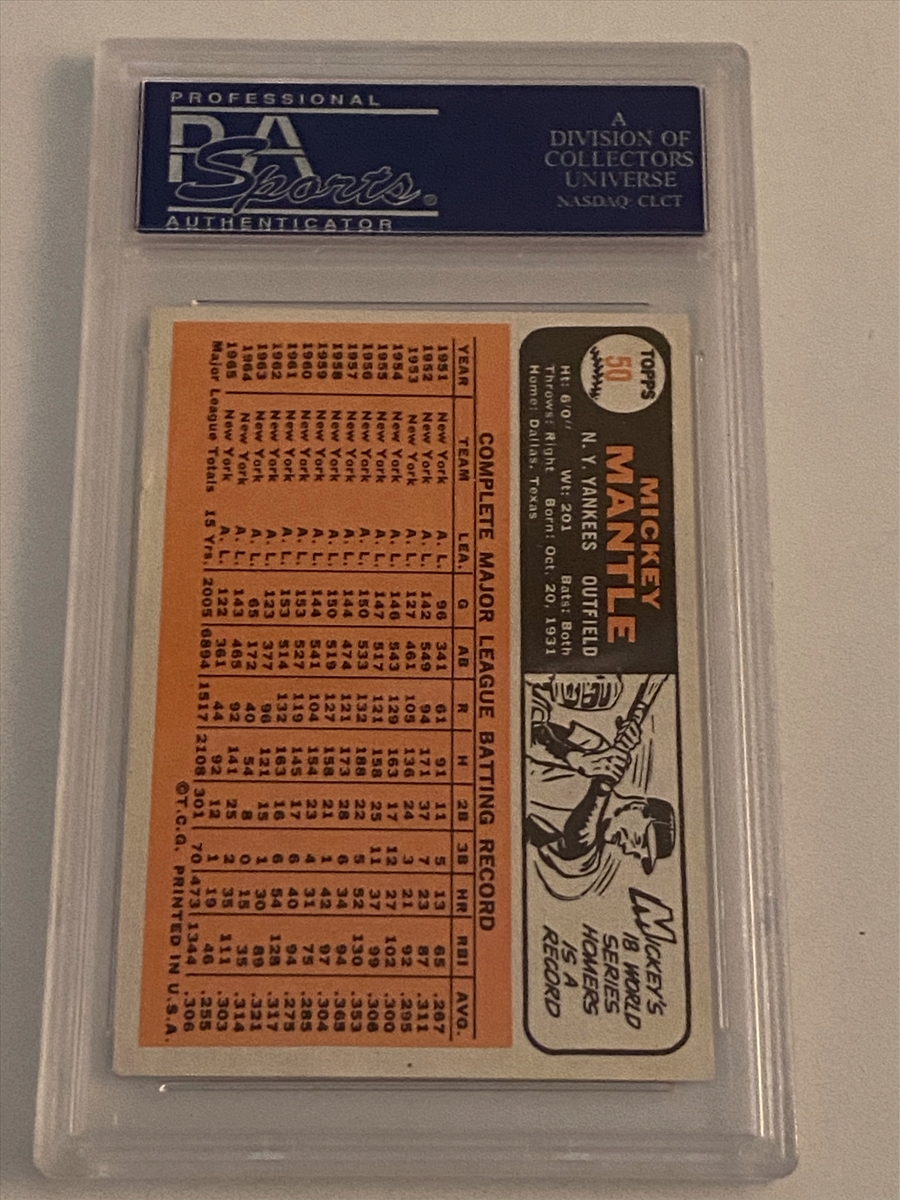 PROFESSIONAL
PSA
Sports
AUTHENTICATOR
A
DIVISION OF
COLLECTORS
UNIVERSE
NASDAQ: CLCT
TOPPS
50
MICKEY
MANTLE
N. Y. YANKEES OUTFIELD
Ht: 6'0" Wt: 201 Bats: Both
Throws: Right Born: Oct. 20, 1931
Home: Dallas, Texas
MICKEY'S
18 WORLD
SERIES
HOMERS
IS A
RECORD
COMPLETE MAJOR LEAGUE BATTING RECORD
YEAR TEAM LEA. G AB R H 2B 3B HR RBI AVG.
1951 New York A. L. 96 341 61 91 11 5 13 65 .267
1952 New York A. L. 142 549 94 171 37 7 23 87 .311
1953 New York A. L. 127 461 105 136 24 3 21 92 .295
1954 New York A. L. 146 543 129 163 17 12 27 102 .300
1955 New York A. L. 147 517 121 158 25 11 37 99 .306
1956 New York A. L. 150 533 132 188 22 5 52 130 .353
1957 New York A. L. 144 474 121 173 28 6 34 94 .365
1958 New York A. L. 150 519 127 158 21 1 42 97 .304
1959 New York A. L. 144 541 104 154 23 4 31 75 .285
1960 New York A. L. 153 527 119 145 17 6 40 94 .275
1961 New York A. L. 153 514 132 163 16 6 54 128 .317
1962 New York A. L. 123 377 96 121 15 1 30 89 .321
1963 New York A. L. 65 172 40 54 8 0 15 35 .314
1964 New York A. L. 143 465 92 141 25 2 35 111 .303
1965 New York A. L. 122 361 44 92 12 1 19 46 .255
Major League Totals 15 Yrs. 2005 6894 1517 2108 301 70 473 1344 .306
©T.C.G. PRINTED IN U.S.A.